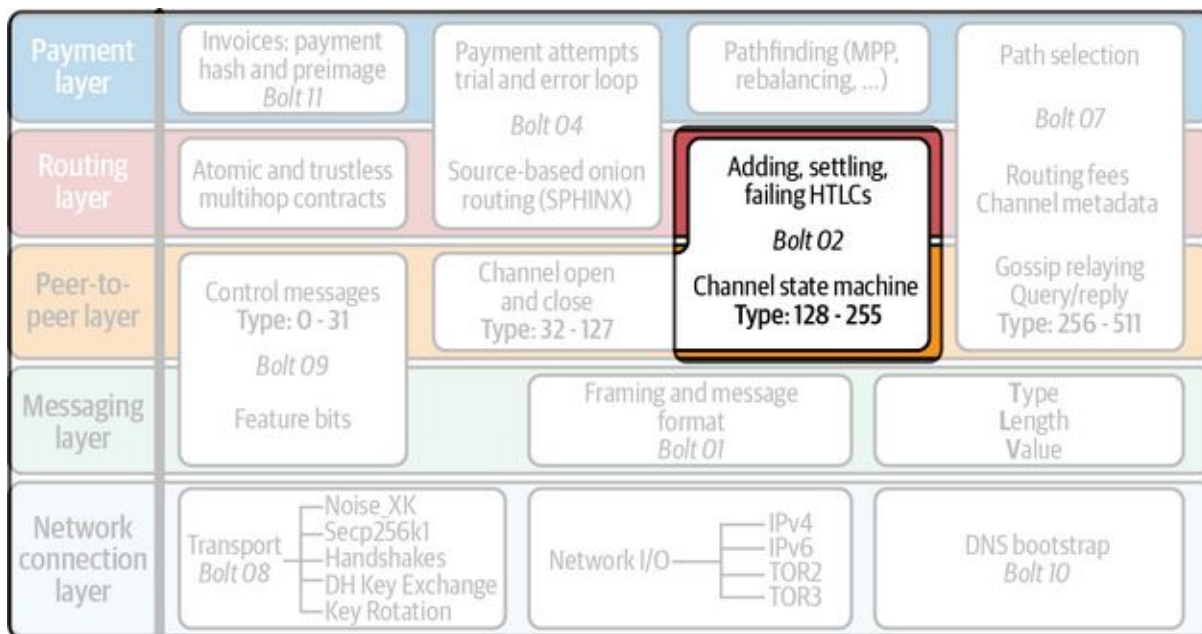 Payment
layer
Invoices: payment
hash and preimage
Bolt 11
Payment attempts
trial and error loop
Bolt 04
Source-based onion
routing (SPHINX)
Pathfinding (MPP,
rebalancing, ...)
Path selection
Bolt 07
Routing fees
Channel metadata
Gossip relaying
Query/reply
Type: 256 - 511
Routing
layer
Atomic and trustless
multihop contracts
Adding, settling,
failing HTLCs
Bolt 02
Channel state machine
Type: 128 - 255
Peer-to-
peer layer
Control messages
Type: 0 - 31
Bolt 09
Feature bits
Channel open
and close
Type: 32 - 127
Messaging
layer
Framing and message
format
Bolt 01
Type
Length
Value
Network
connection
layer
Transport
Bolt 08
Noise_XK
Secp256k1
Handshakes
DH Key Exchange
Key Rotation
Network I/O
IPv4
IPv6
TOR2
TOR3
DNS bootstrap
Bolt 10